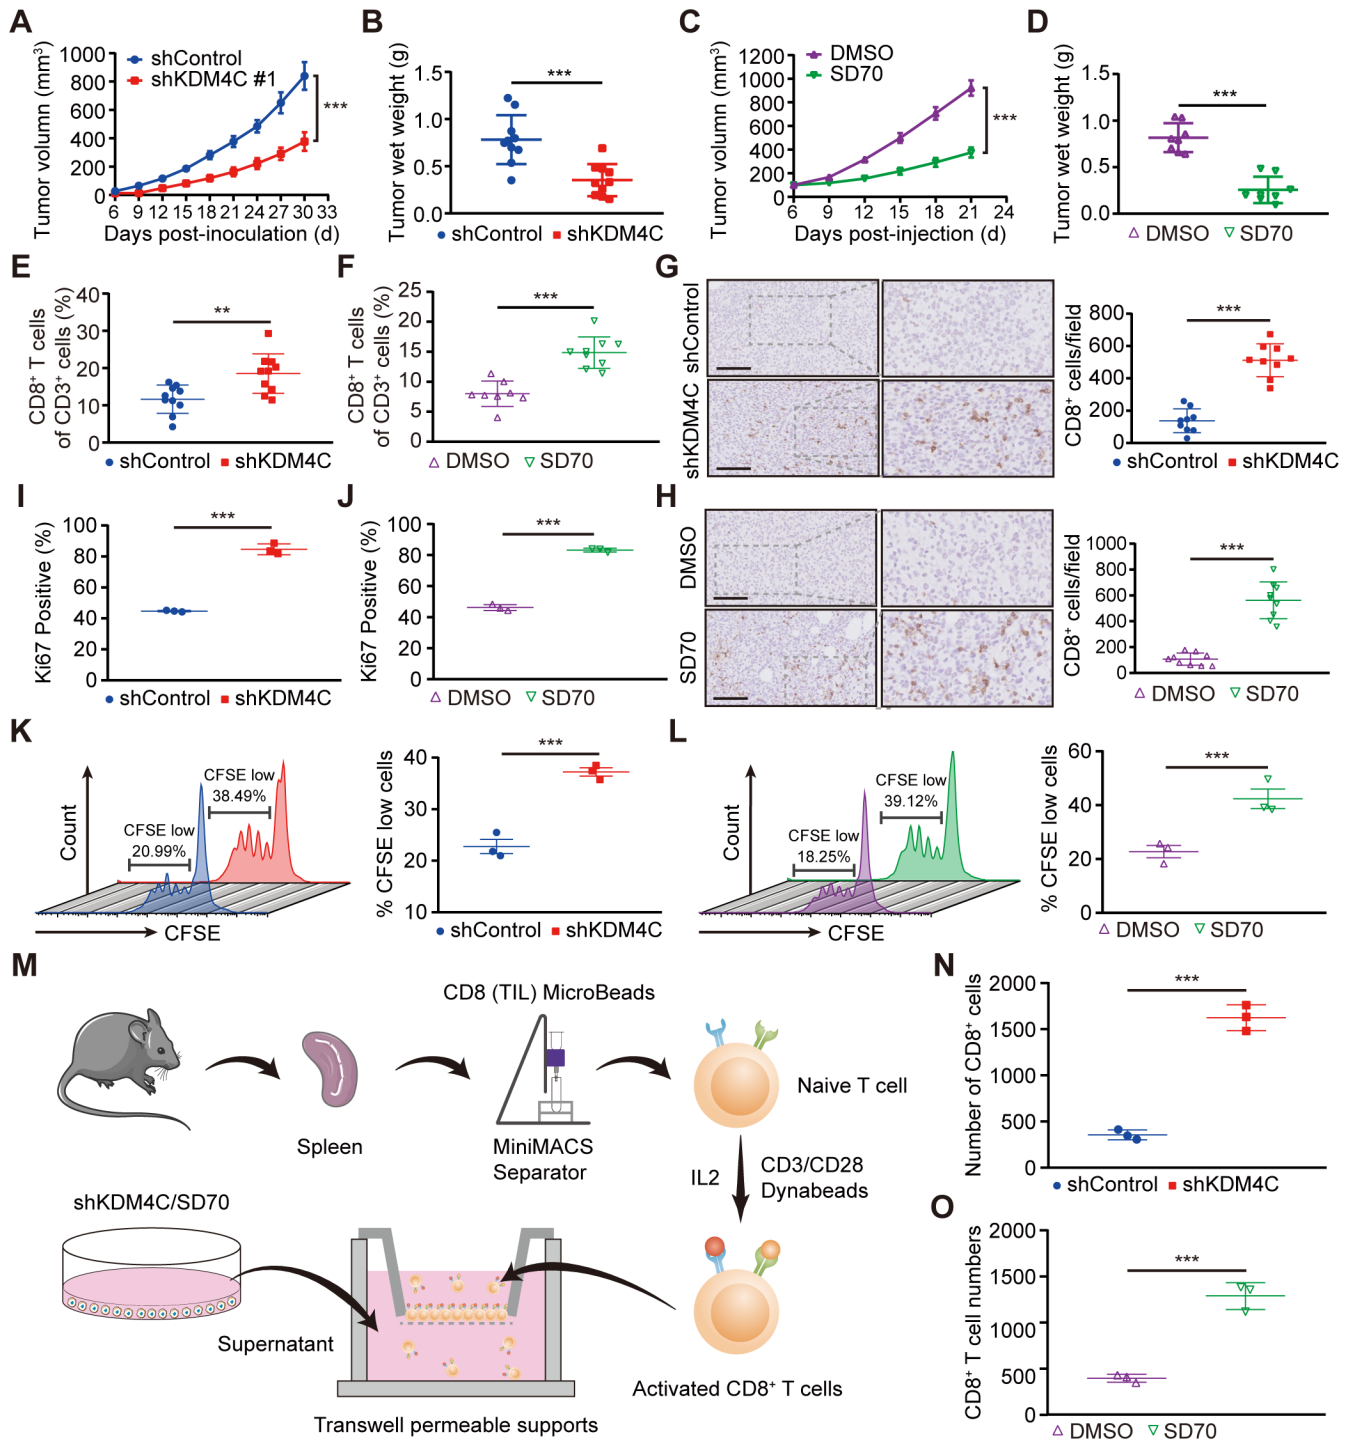 A
Tumor volumn (mm³)
1000
800
600
400
200
0
shControl
shKDM4C #1
***
6 9 12 15 18 21 24 27 30 33
Days post-inoculation (d)
B
Tumor wet weight (g)
1.5
1.0
0.5
0.0
***
shControl shKDM4C
C
Tumor volumn (mm³)
1200
1000
800
600
400
200
0
DMSO
SD70
***
6 9 12 15 18 21 24
Days post-injection (d)
D
Tumor wet weight (g)
1.5
1.0
0.5
0.0
***
DMSO SD70
E
CD8⁺ T cells
of CD3⁺ cells (%)
40
30
20
10
0
**
shControl shKDM4C
F
CD8⁺ T cells
of CD3⁺ cells (%)
25
20
15
10
5
0
***
DMSO SD70
G
shControl
shKDM4C
CD8⁺ cells/field
800
600
400
200
0
***
shControl shKDM4C
I
Ki67 Positive (%)
100
80
60
40
20
0
***
shControl shKDM4C
J
Ki67 Positive (%)
100
80
60
40
20
0
***
DMSO SD70
H
DMSO
SD70
CD8⁺ cells/field
1000
800
600
400
200
0
***
DMSO SD70
K
Count
CFSE low
38.49%
CFSE low
20.99%
CFSE
% CFSE low cells
40
30
20
10
***
shControl shKDM4C
L
Count
CFSE low
39.12%
CFSE low
18.25%
CFSE
% CFSE low cells
60
40
20
0
***
DMSO SD70
M
CD8 (TIL) MicroBeads
Spleen
MiniMACS
Separator
Naive T cell
IL2
CD3/CD28
Dynabeads
shKDM4C/SD70
Supernatant
Activated CD8⁺ T cells
Transwell permeable supports
N
Number of CD8⁺ cells
2000
1500
1000
500
0
***
shControl shKDM4C
O
CD8⁺ T cell numbers
2000
1500
1000
500
0
***
DMSO SD70